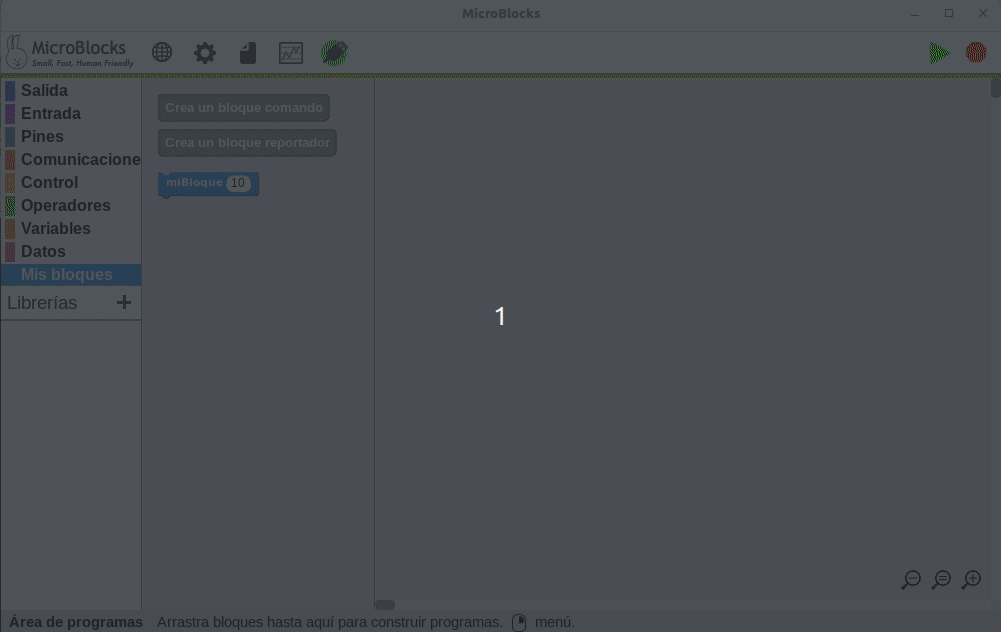 MicroBlocks
MicroBlocks
Small, Fast, Human Friendly
Salida
Entrada
Pines
Comunicacione
Control
Operadores
Variables
Datos
Mis bloques
Librerías +
Crea un bloque comando
Crea un bloque reportador
miBloque 10
1
Área de programas Arrastra bloques hasta aquí para construir programas. menú.